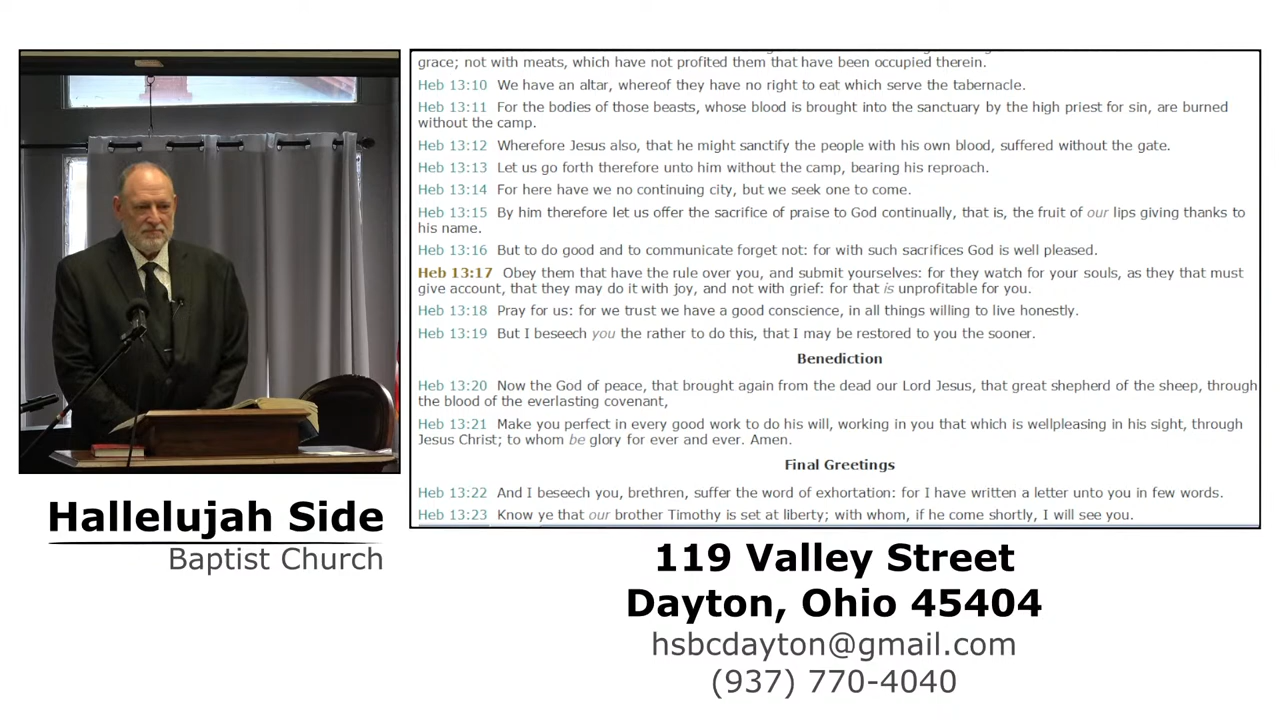 grace; not with meats, which have not profited them that have been occupied therein.
Heb 13:10 We have an altar, whereof they have no right to eat which serve the tabernacle.
Heb 13:11 For the bodies of those beasts, whose blood is brought into the sanctuary by the high priest for sin, are burned
without the camp.
Heb 13:12 Wherefore Jesus also, that he might sanctify the people with his own blood, suffered without the gate.
Heb 13:13 Let us go forth therefore unto him without the camp, bearing his reproach.
Heb 13:14 For here have we no continuing city, but we seek one to come.
Heb 13:15 By him therefore let us offer the sacrifice of praise to God continually, that is, the fruit of our lips giving thanks to
his name.
Heb 13:16 But to do good and to communicate forget not: for with such sacrifices God is well pleased.
Heb 13:17 Obey them that have the rule over you, and submit yourselves: for they watch for your souls, as they that must
give account, that they may do it with joy, and not with grief: for that is unprofitable for you.
Heb 13:18 Pray for us: for we trust we have a good conscience, in all things willing to live honestly.
Heb 13:19 But I beseech you the rather to do this, that I may be restored to you the sooner.
Benediction
Heb 13:20 Now the God of peace, that brought again from the dead our Lord Jesus, that great shepherd of the sheep, through
the blood of the everlasting covenant,
Heb 13:21 Make you perfect in every good work to do his will, working in you that which is wellpleasing in his sight, through
Jesus Christ; to whom be glory for ever and ever. Amen.
Final Greetings
Heb 13:22 And I beseech you, brethren, suffer the word of exhortation: for I have written a letter unto you in few words.
Heb 13:23 Know ye that our brother Timothy is set at liberty; with whom, if he come shortly, I will see you.
Hallelujah Side
Baptist Church
119 Valley Street
Dayton, Ohio 45404
hsbcdayton@gmail.com
(937) 770-4040